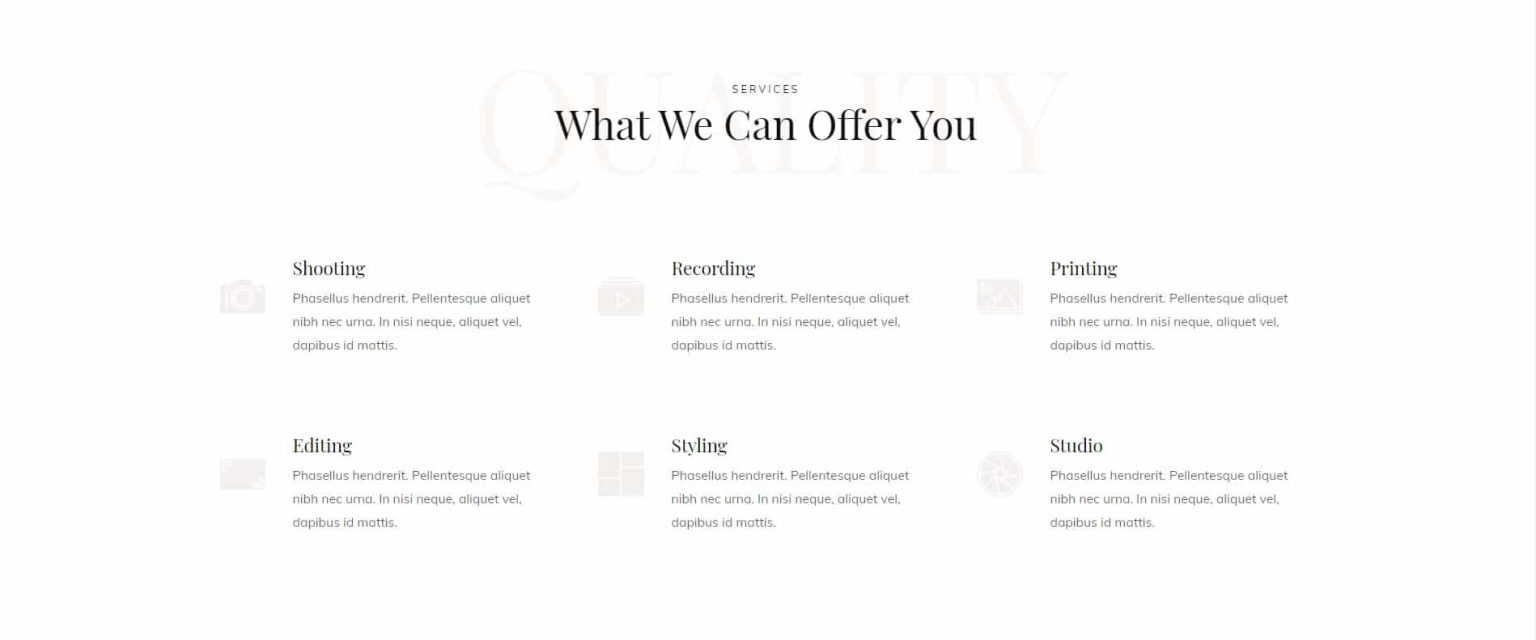 QUALITY
SERVICES
What We Can Offer You
Shooting
Phasellus hendrerit. Pellentesque aliquet
nibh nec urna. In nisi neque, aliquet vel,
dapibus id mattis.
Recording
Phasellus hendrerit. Pellentesque aliquet
nibh nec urna. In nisi neque, aliquet vel,
dapibus id mattis.
Printing
Phasellus hendrerit. Pellentesque aliquet
nibh nec urna. In nisi neque, aliquet vel,
dapibus id mattis.
Editing
Phasellus hendrerit. Pellentesque aliquet
nibh nec urna. In nisi neque, aliquet vel,
dapibus id mattis.
Styling
Phasellus hendrerit. Pellentesque aliquet
nibh nec urna. In nisi neque, aliquet vel,
dapibus id mattis.
Studio
Phasellus hendrerit. Pellentesque aliquet
nibh nec urna. In nisi neque, aliquet vel,
dapibus id mattis.